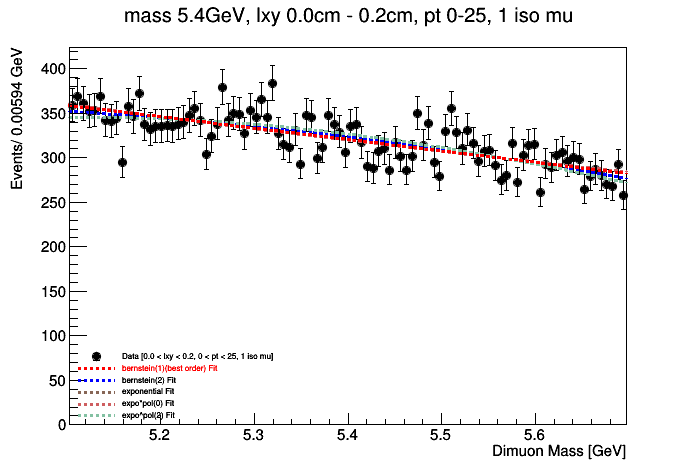 mass 5.4GeV, lxy 0.0cm - 0.2cm, pt 0-25, 1 iso mu
Events/ 0.00594 GeV
400
350
300
250
200
150
100
50
0
Data [0.0 < lxy < 0.2, 0 < pt < 25, 1 iso mu]
bernstein(1)(best order) Fit
bernstein(2) Fit
exponential Fit
expo*pol(0) Fit
expo*pol(2) Fit
5.2 5.3 5.4 5.5 5.6
Dimuon Mass [GeV]